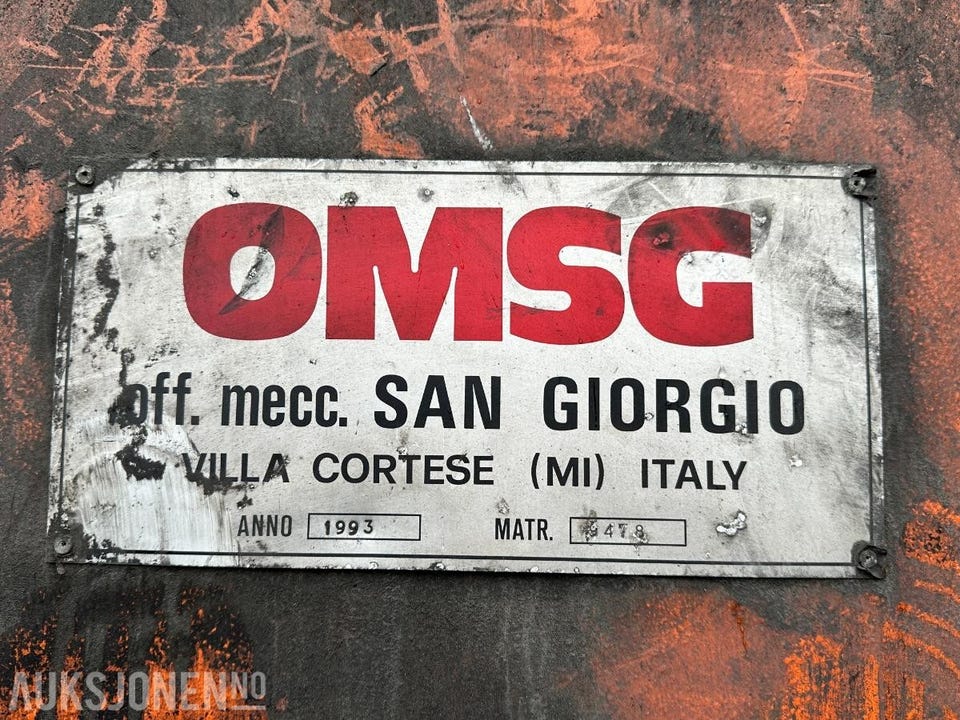 OMSG
off. mecc. SAN GIORGIO
VILLA CORTESE (MI) ITALY
ANNO 1993 MATR.
AUKSJONEN.NO